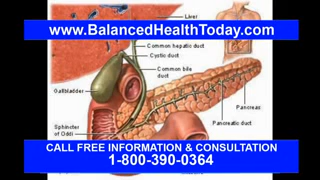 www.BalancedHealthToday.com
Liver
Common hepatic duct
Cystic duct
Common bile
duct
Gallbladder
Pancreas
Sphincter
of Oddi
Pancreatic duct
CALL FREE INFORMATION & CONSULTATION
1-800-390-0364